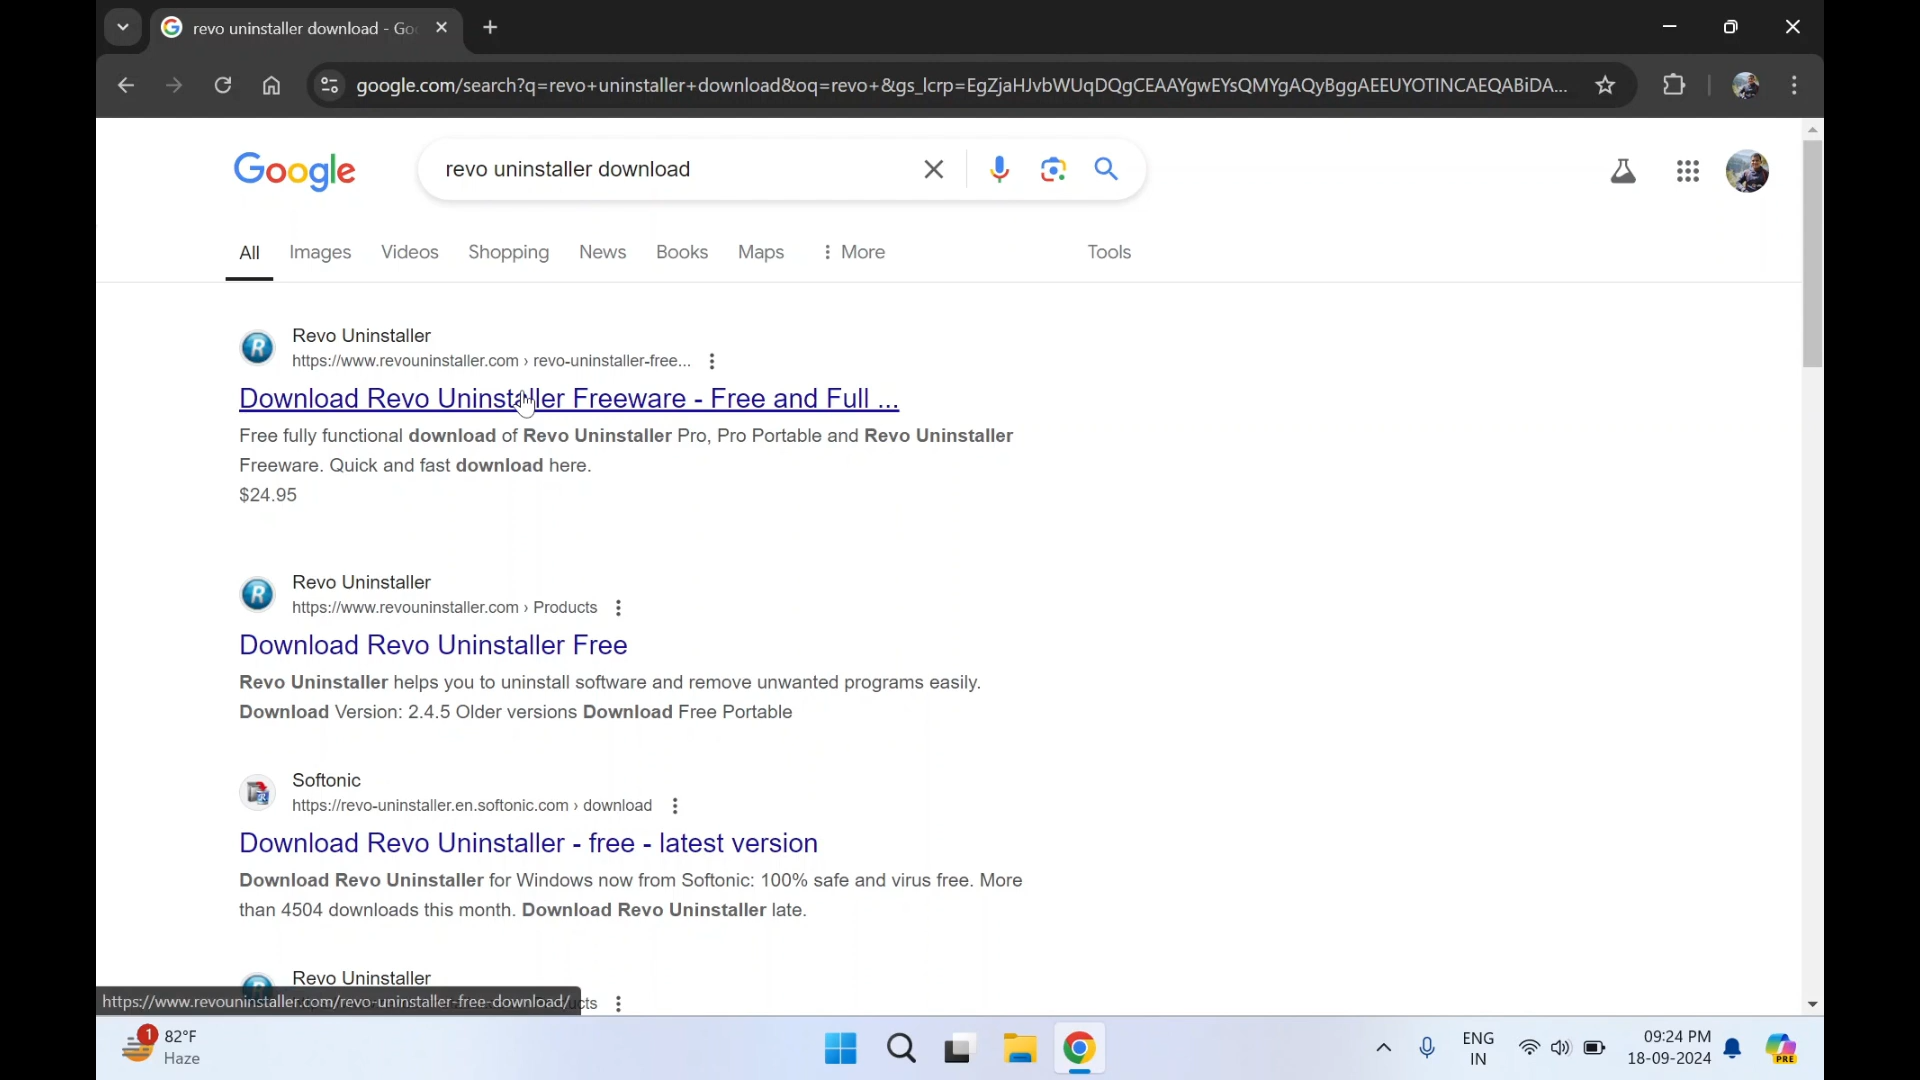 revo uninstaller download - Goo
google.com/search?q=revo+uninstaller+download&oq=revo+&gs_lcrp=EgZjaHJvbWUqDQgCEAAYgwEYsQMYgAQyBggAEEUYOTINCAEQABiDA...
Google
revo uninstaller download
All Images Videos Shopping News Books Maps More Tools
Revo Uninstaller
https://www.revouninstaller.com › revo-uninstaller-free...
Download Revo Uninstaller Freeware - Free and Full ...
Free fully functional download of Revo Uninstaller Pro, Pro Portable and Revo Uninstaller
Freeware. Quick and fast download here.
$24.95
Revo Uninstaller
https://www.revouninstaller.com › Products
Download Revo Uninstaller Free
Revo Uninstaller helps you to uninstall software and remove unwanted programs easily.
Download Version: 2.4.5 Older versions Download Free Portable
Softonic
https://revo-uninstaller.en.softonic.com › download
Download Revo Uninstaller - free - latest version
Download Revo Uninstaller for Windows now from Softonic: 100% safe and virus free. More
than 4504 downloads this month. Download Revo Uninstaller late.
Revo Uninstaller
https://www.revouninstaller.com/revo-uninstaller-free-download/ cts
1 82°F
Haze
ENG
IN
09:24 PM
18-09-2024
PRE